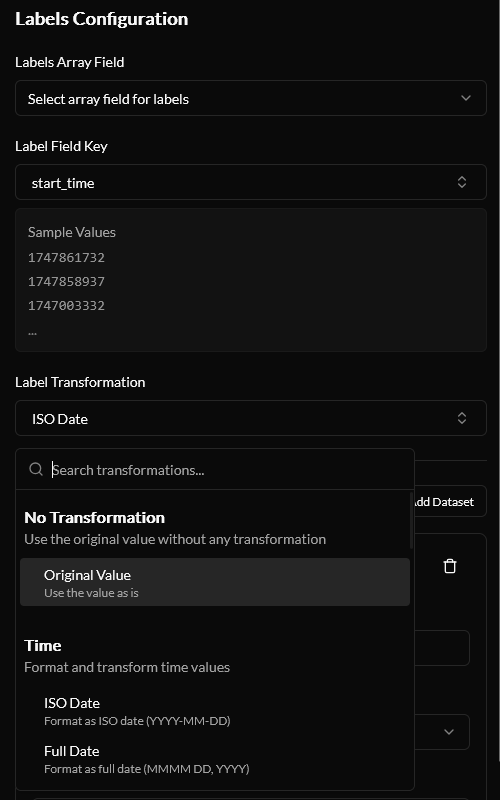 Labels Configuration
Labels Array Field
Select array field for labels
Label Field Key
start_time
Sample Values
1747861732
1747858937
1747003332
...
Label Transformation
ISO Date
Search transformations...
Add Dataset
No Transformation
Use the original value without any transformation
Original Value
Use the value as is
Time
Format and transform time values
ISO Date
Format as ISO date (YYYY-MM-DD)
Full Date
Format as full date (MMMM DD, YYYY)